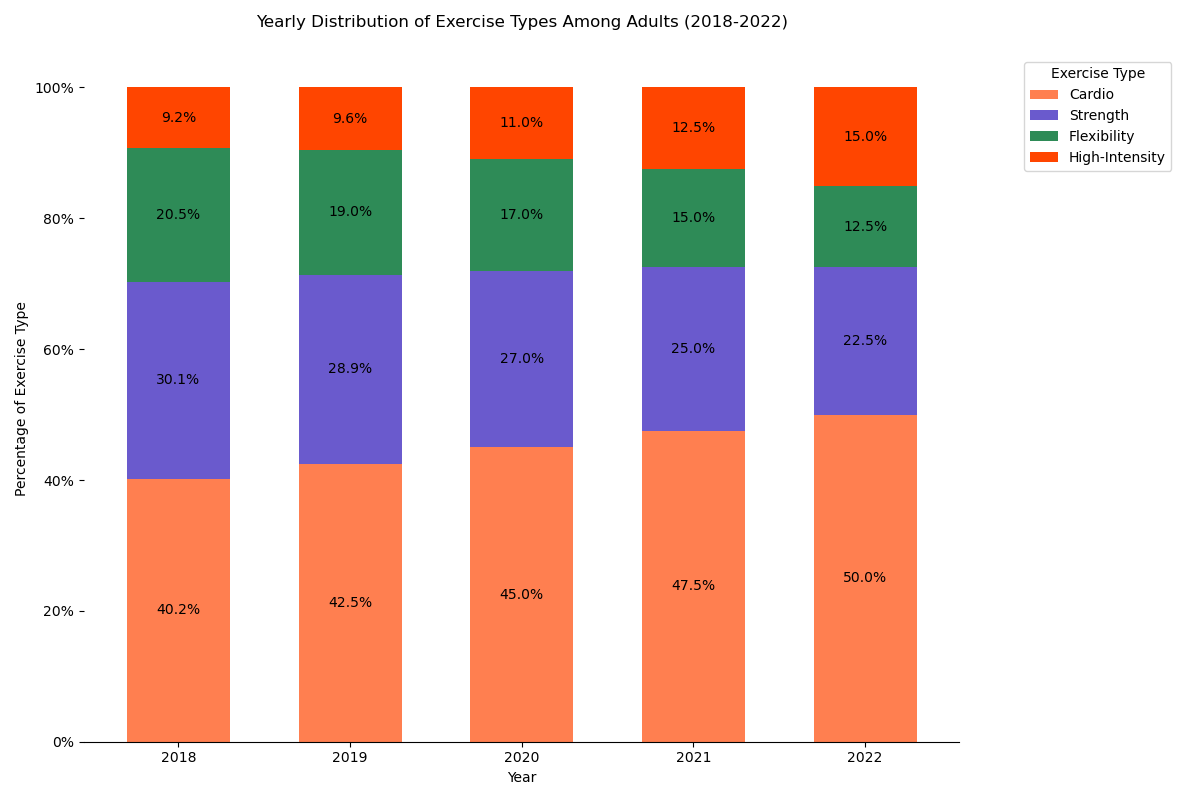 Yearly Distribution of Exercise Types Among Adults (2018-2022)
Exercise Type
Cardio
Strength
Flexibility
High-Intensity
Percentage of Exercise Type
100%
80%
60%
40%
20%
0%
9.2% 9.6% 11.0% 12.5% 15.0%
20.5% 19.0% 17.0% 15.0% 12.5%
30.1% 28.9% 27.0% 25.0% 22.5%
40.2% 42.5% 45.0% 47.5% 50.0%
2018 2019 2020 2021 2022
Year